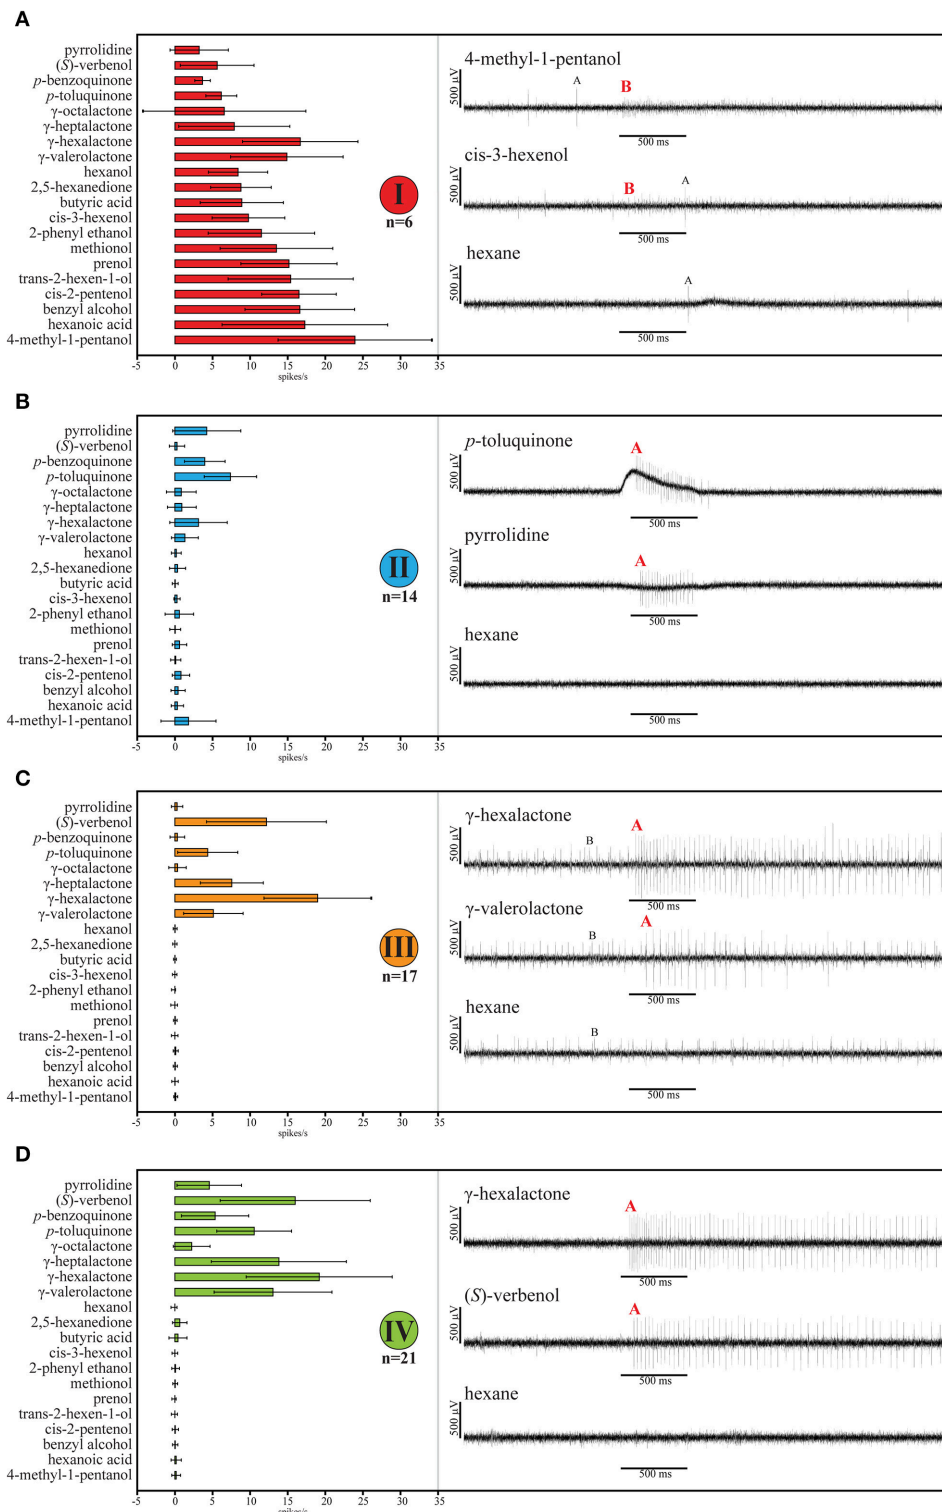 A
pyrrolidine
(S)-verbenol
p-benzoquinone
p-toluquinone
γ-octalactone
γ-heptalactone
γ-hexalactone
γ-valerolactone
hexanol
2,5-hexanedione
butyric acid
cis-3-hexenol
2-phenyl ethanol
methionol
prenol
trans-2-hexen-1-ol
cis-2-pentenol
benzyl alcohol
hexanoic acid
4-methyl-1-pentanol
-5 0 5 10 15 20 25 30 35
spikes/s
I
n=6
4-methyl-1-pentanol
500 µV
A
B
500 ms
cis-3-hexenol
500 µV
B
A
500 ms
hexane
500 µV
A
500 ms
B
pyrrolidine
(S)-verbenol
p-benzoquinone
p-toluquinone
γ-octalactone
γ-heptalactone
γ-hexalactone
γ-valerolactone
hexanol
2,5-hexanedione
butyric acid
cis-3-hexenol
2-phenyl ethanol
methionol
prenol
trans-2-hexen-1-ol
cis-2-pentenol
benzyl alcohol
hexanoic acid
4-methyl-1-pentanol
-5 0 5 10 15 20 25 30 35
spikes/s
II
n=14
p-toluquinone
500 µV
A
500 ms
pyrrolidine
500 µV
A
500 ms
hexane
500 µV
500 ms
C
pyrrolidine
(S)-verbenol
p-benzoquinone
p-toluquinone
γ-octalactone
γ-heptalactone
γ-hexalactone
γ-valerolactone
hexanol
2,5-hexanedione
butyric acid
cis-3-hexenol
2-phenyl ethanol
methionol
prenol
trans-2-hexen-1-ol
cis-2-pentenol
benzyl alcohol
hexanoic acid
4-methyl-1-pentanol
-5 0 5 10 15 20 25 30 35
spikes/s
III
n=17
γ-hexalactone
500 µV
B
A
500 ms
γ-valerolactone
500 µV
B
A
500 ms
hexane
500 µV
B
500 ms
D
pyrrolidine
(S)-verbenol
p-benzoquinone
p-toluquinone
γ-octalactone
γ-heptalactone
γ-hexalactone
γ-valerolactone
hexanol
2,5-hexanedione
butyric acid
cis-3-hexenol
2-phenyl ethanol
methionol
prenol
trans-2-hexen-1-ol
cis-2-pentenol
benzyl alcohol
hexanoic acid
4-methyl-1-pentanol
-5 0 5 10 15 20 25 30 35
spikes/s
IV
n=21
γ-hexalactone
500 µV
A
500 ms
(S)-verbenol
500 µV
A
500 ms
hexane
500 µV
500 ms